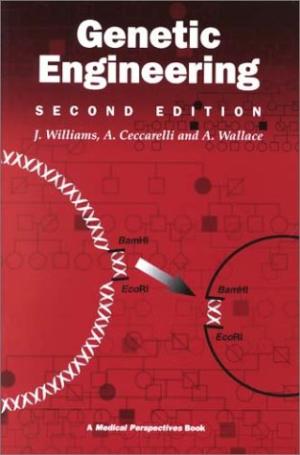 Genetic
Engineering
SECOND EDITION
J. Williams, A. Ceccarelli and A. Wallace
BamHI
EcoRI
BamHI
EcoRI
A Medical Perspectives Book